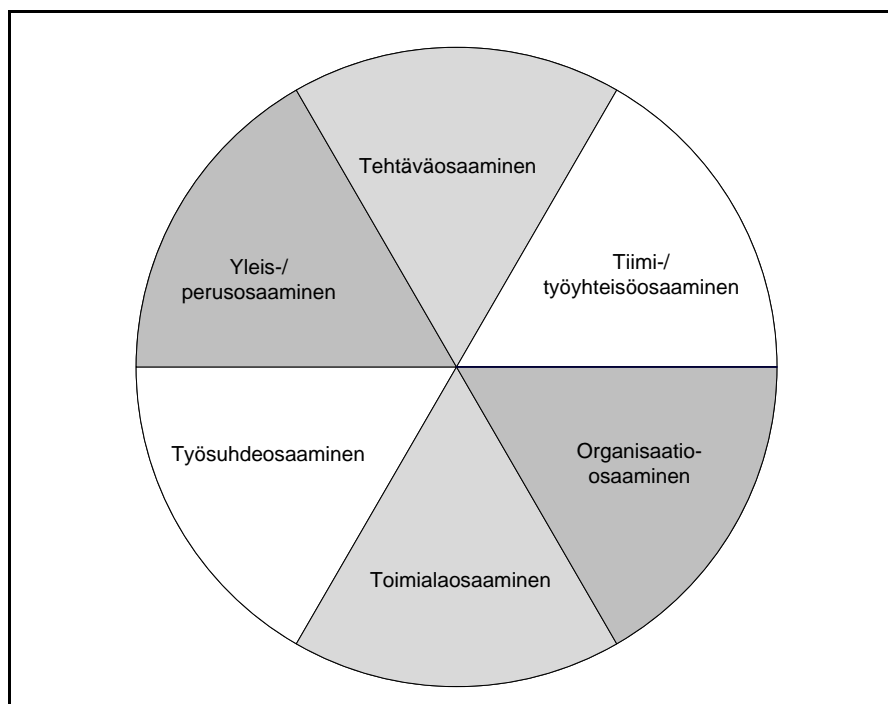 Tehtäväosaaminen
Tiimi-/
työyhteisöosaaminen
Organisaatio-
osaaminen
Toimialaosaaminen
Työsuhdeosaaminen
Yleis-/
perusosaaminen